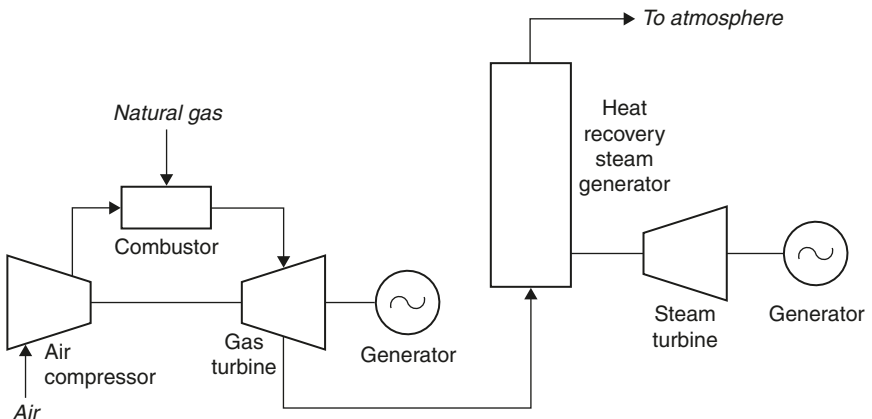 To atmosphere
Heat
recovery
steam
generator
Natural gas
Combustor
Air
compressor
Air
Gas
turbine
Generator
Steam
turbine
Generator